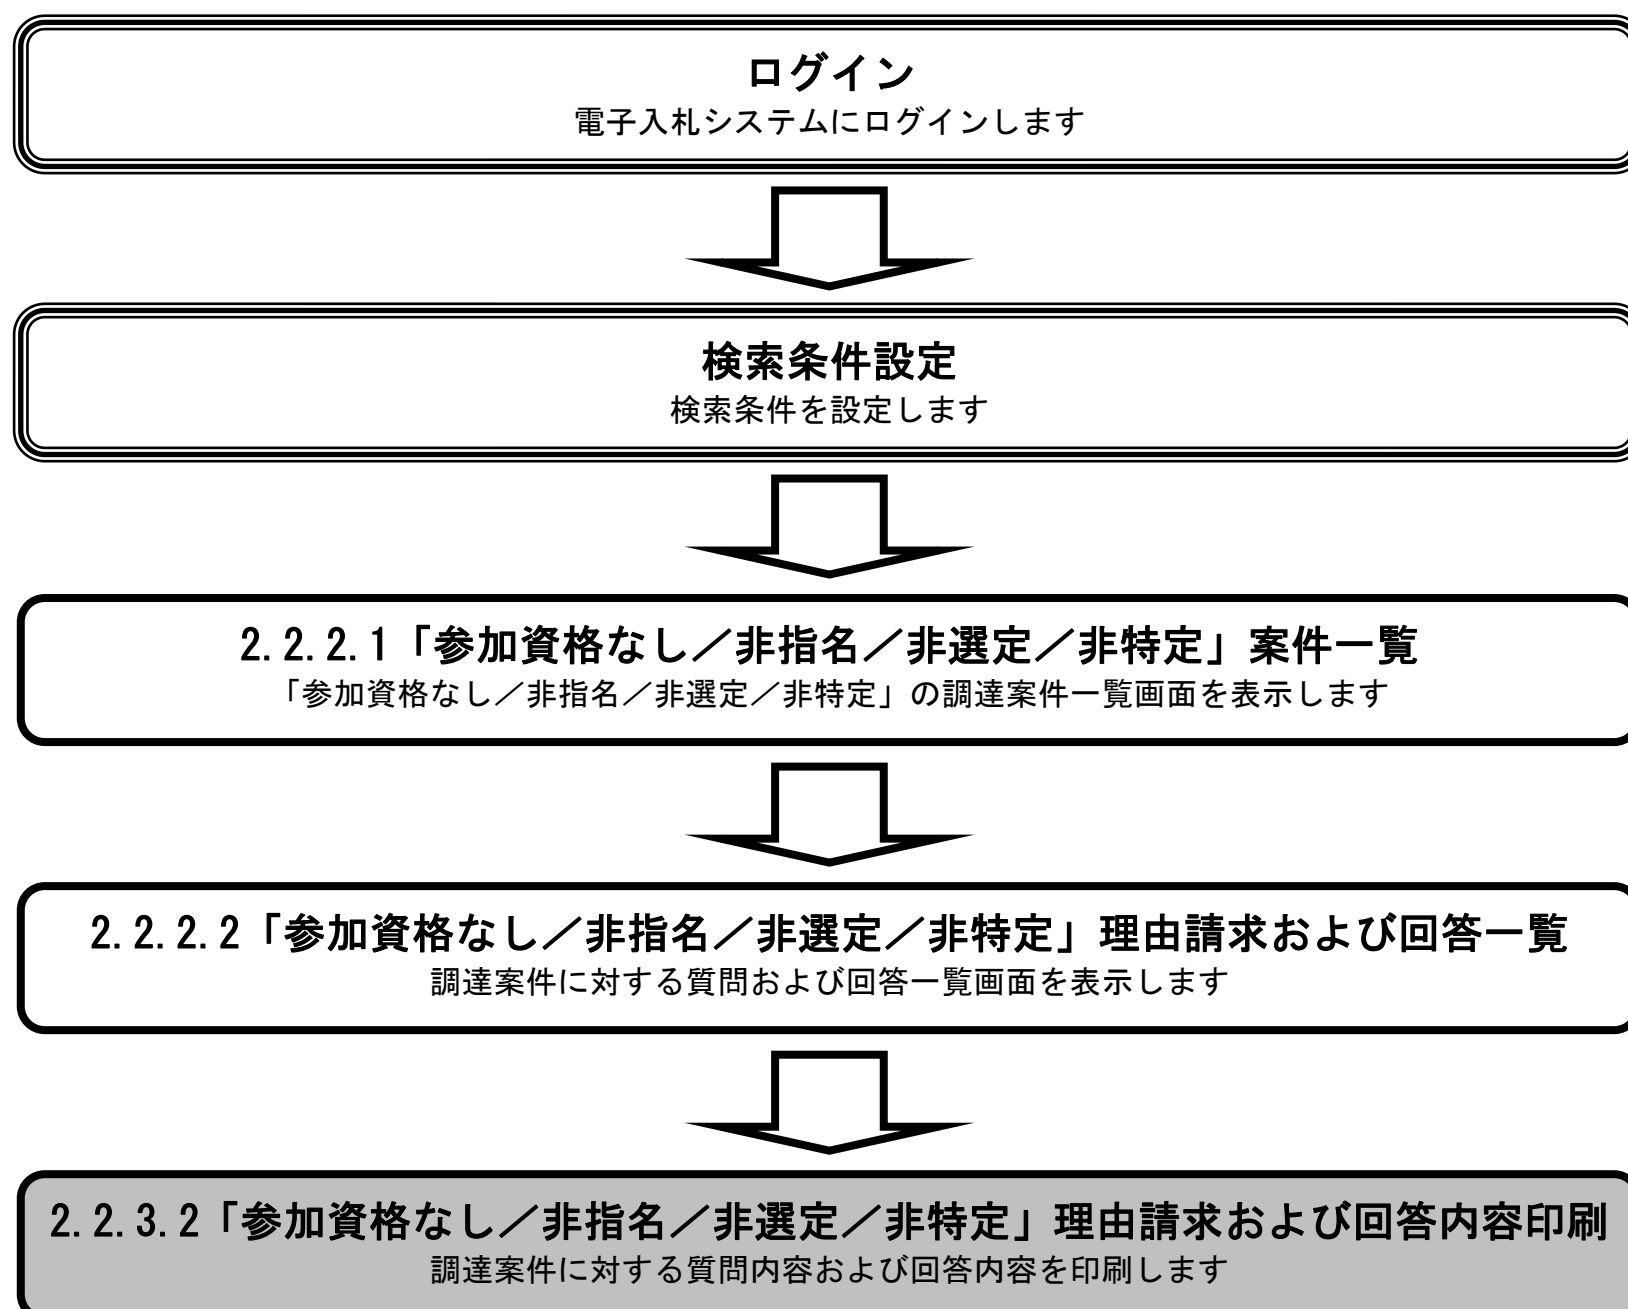 ログイン
電子入札システムにログインします
検索条件設定
検索条件を設定します
2.2.2.1「参加資格なし／非指名／非選定／非特定」案件一覧
「参加資格なし／非指名／非選定／非特定」の調達案件一覧画面を表示します
2.2.2.2「参加資格なし／非指名／非選定／非特定」理由請求および回答一覧
調達案件に対する質問および回答一覧画面を表示します
2.2.3.2「参加資格なし／非指名／非選定／非特定」理由請求および回答内容印刷
調達案件に対する質問内容および回答内容を印刷します